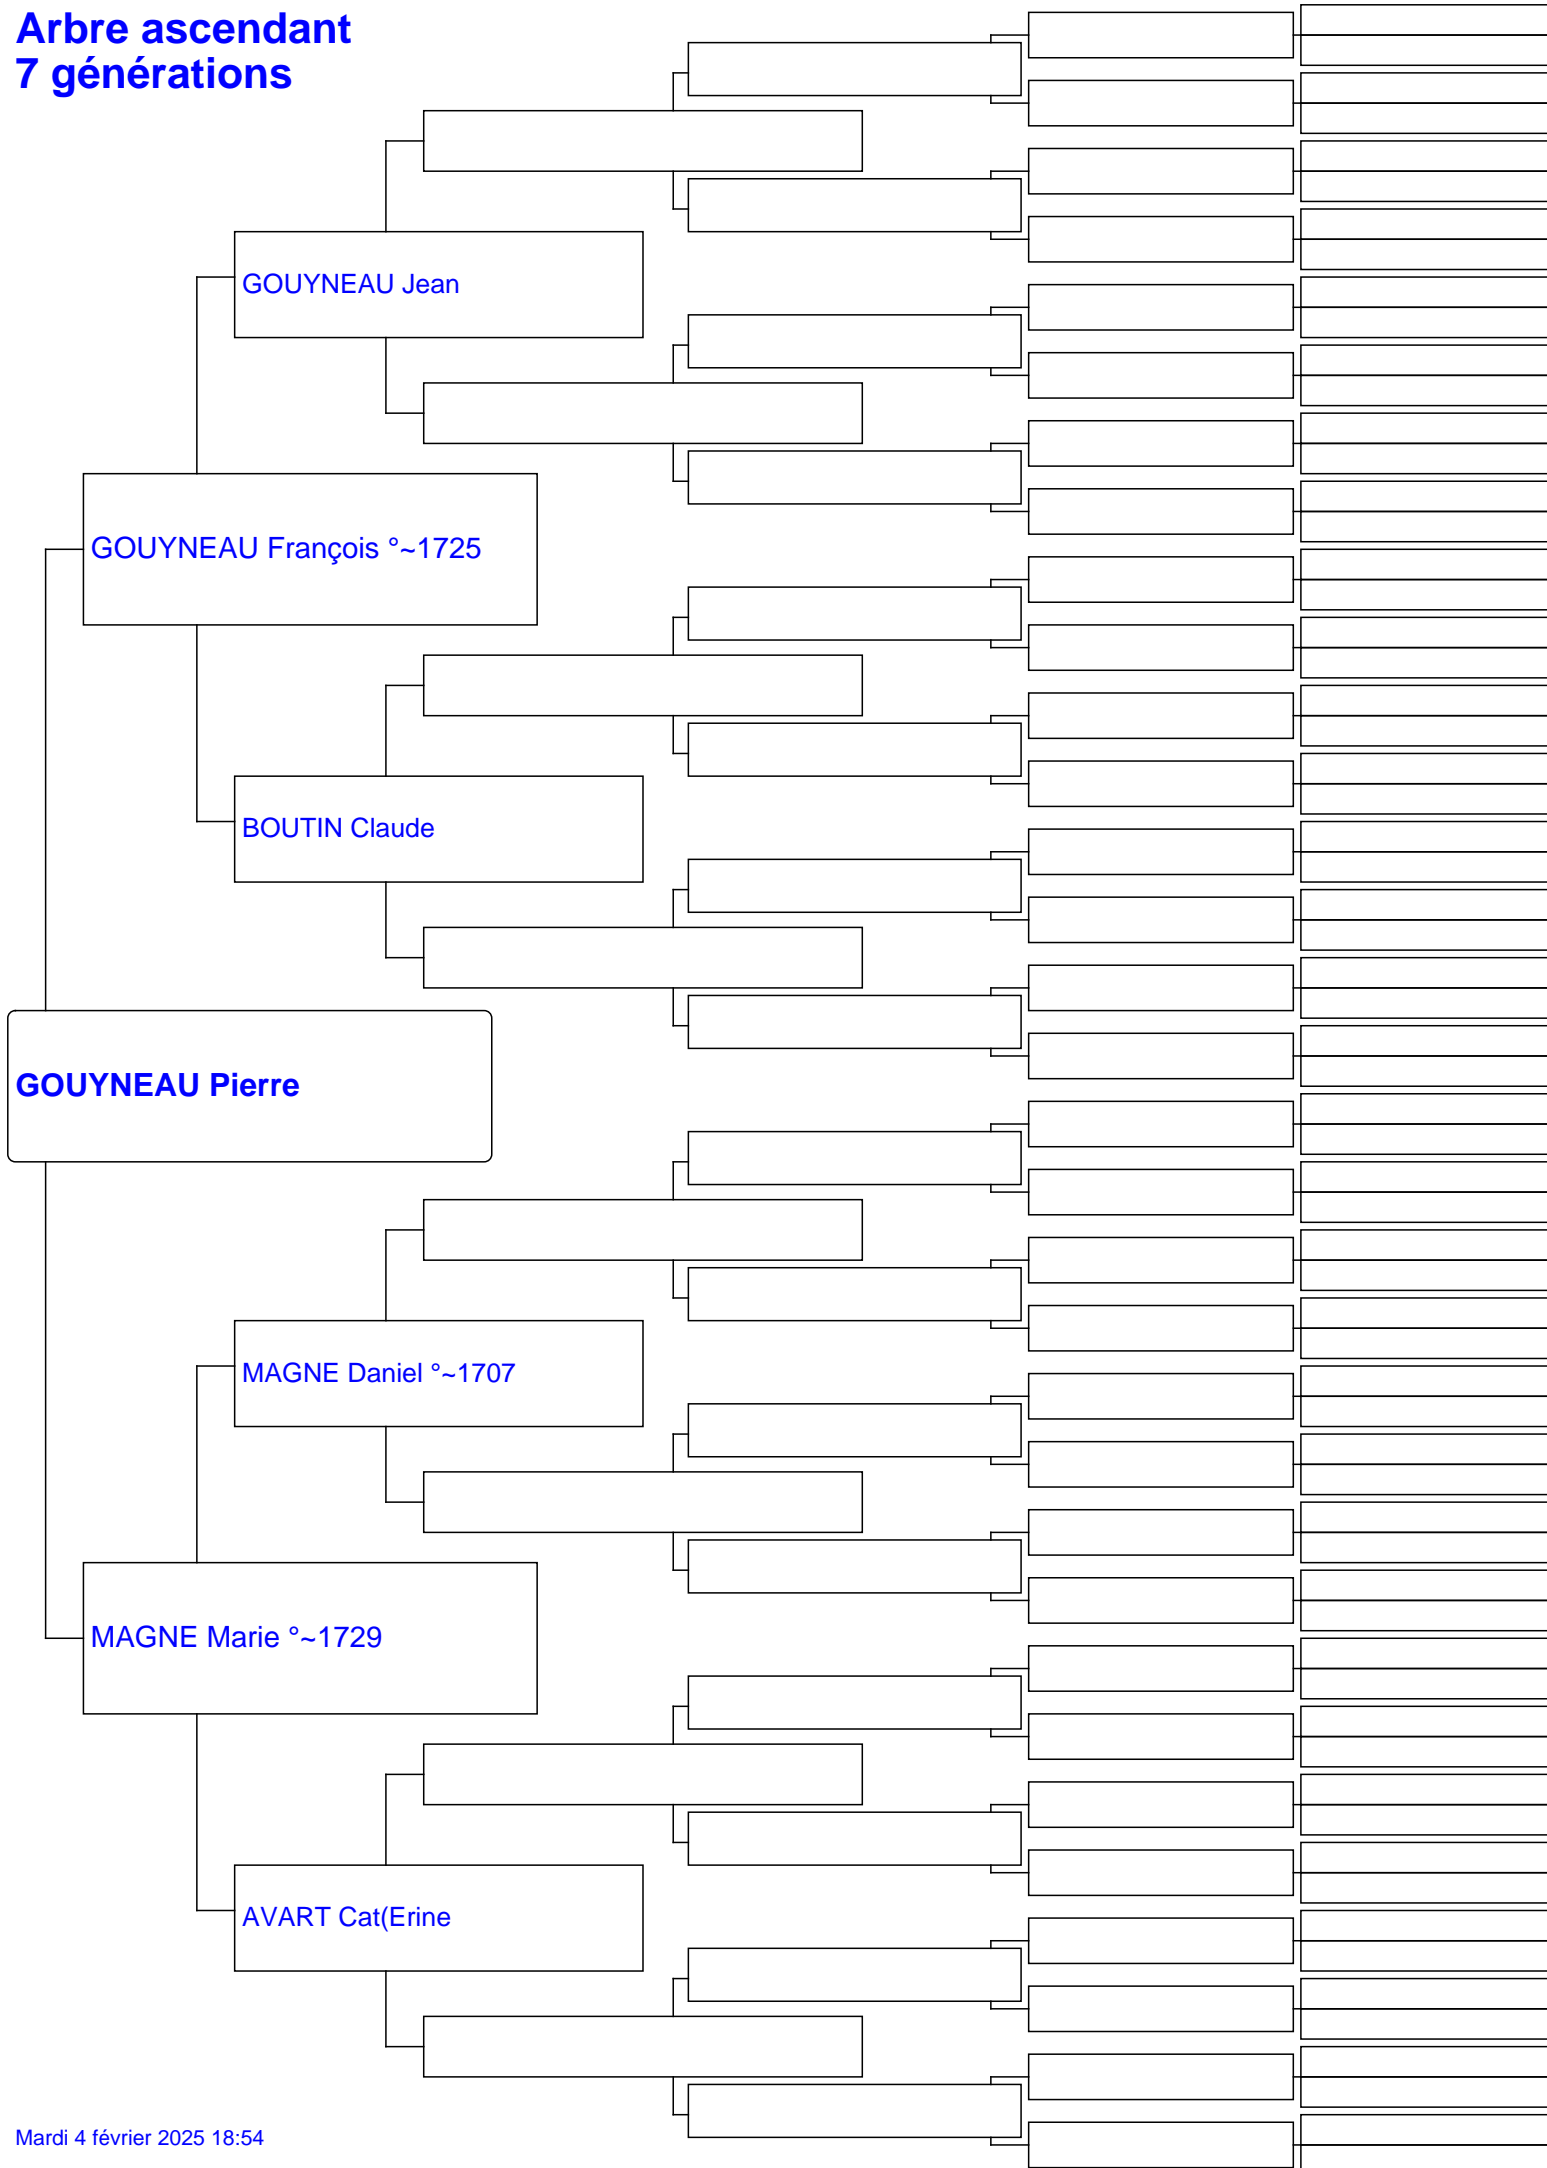 Arbre ascendant
7 générations
GOUYNEAU Jean
GOUYNEAU François °~1725
BOUTIN Claude
GOUYNEAU Pierre
MAGNE Daniel °~1707
MAGNE Marie °~1729
AVART Cat(Erine
Mardi 4 février 2025 18:54